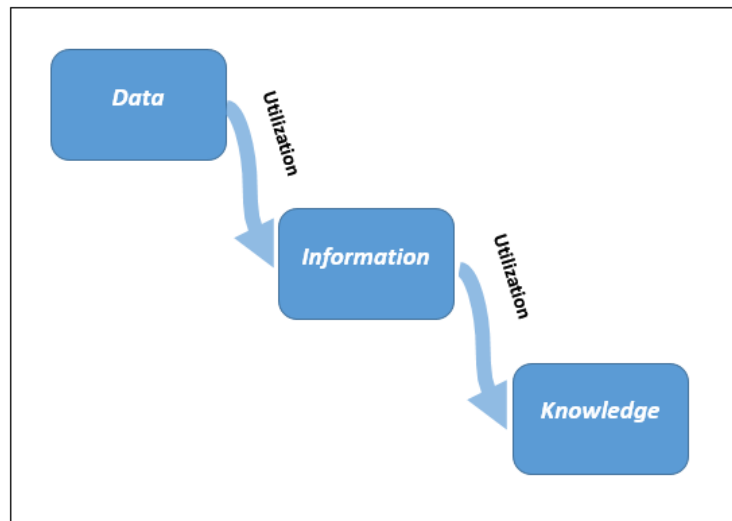 Data
Utilization
Information
Utilization
Knowledge